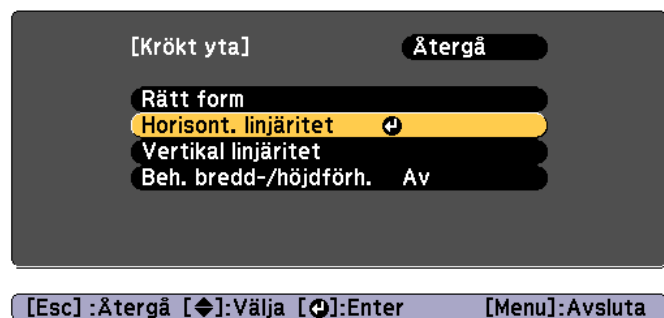 [Krökt yta] Återgå
Rätt form
Horisont. linjäritet
Vertikal linjäritet
Beh. bredd-/höjdförh. Av
[Esc] :Återgå [◆]:Välja [↵]:Enter [Menu]:Avsluta